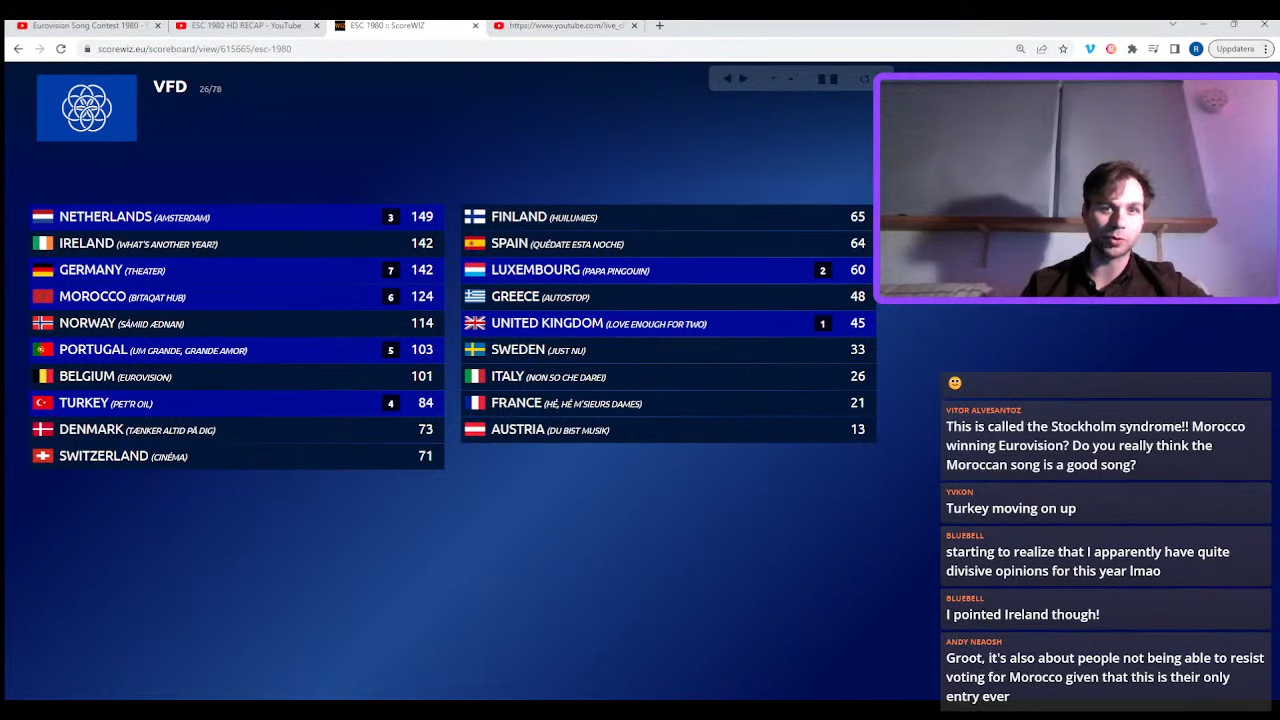 Eurovision Song Contest 1980 -
ESC 1980 HD RECAP - YouTube
WIZ ESC 1980 :: ScoreWIZ
https://www.youtube.com/live_c
scorewiz.eu/scoreboard/view/615665/esc-1980
R
Uppdatera
VFD 26/78
NETHERLANDS (AMSTERDAM) 3 149
IRELAND (WHAT'S ANOTHER YEAR?) 142
GERMANY (THEATER) 7 142
MOROCCO (BITAQAT HUB) 6 124
NORWAY (SÁMIID ÆDNAN) 114
PORTUGAL (UM GRANDE, GRANDE AMOR) 5 103
BELGIUM (EUROVISION) 101
TURKEY (PET'R OIL) 4 84
DENMARK (TÆNKER ALTID PÅ DIG) 73
SWITZERLAND (CINÉMA) 71
FINLAND (HUILUMIES) 65
SPAIN (QUÉDATE ESTA NOCHE) 64
LUXEMBOURG (PAPA PINGOUIN) 2 60
GREECE (AUTOSTOP) 48
UNITED KINGDOM (LOVE ENOUGH FOR TWO) 1 45
SWEDEN (JUST NU) 33
ITALY (NON SO CHE DAREI) 26
FRANCE (HÉ, HÉ M'SIEURS DAMES) 21
AUSTRIA (DU BIST MUSIK) 13
VITOR ALVESANTOZ
This is called the Stockholm syndrome!! Morocco
winning Eurovision? Do you really think the
Moroccan song is a good song?
YVKON
Turkey moving on up
BLUEBELL
starting to realize that I apparently have quite
divisive opinions for this year lmao
BLUEBELL
I pointed Ireland though!
ANDY NEAOSH
Groot, it's also about people not being able to resist
voting for Morocco given that this is their only
entry ever